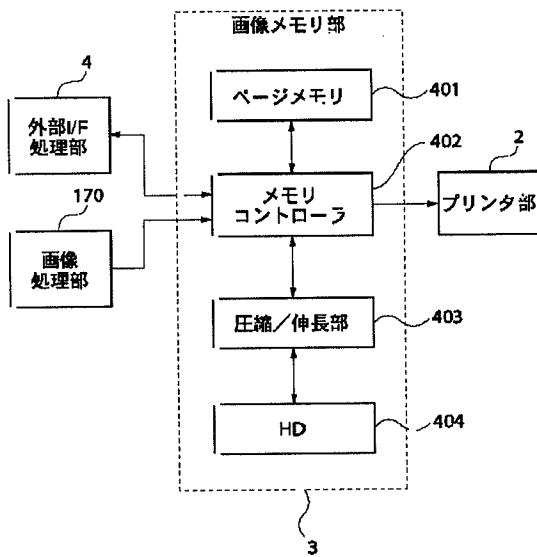 画像メモリ部
4
外部I/F
処理部
170
画像
処理部
ページメモリ
401
メモリ
コントローラ
402
2
プリンタ部
圧縮／伸長部
403
HD
404
3